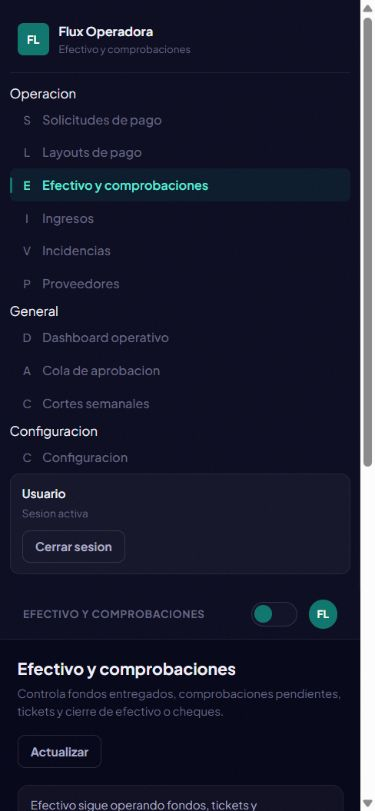 FL
Flux Operadora
Efectivo y comprobaciones
Operacion
S Solicitudes de pago
L Layouts de pago
E Efectivo y comprobaciones
I Ingresos
V Incidencias
P Proveedores
General
D Dashboard operativo
A Cola de aprobacion
C Cortes semanales
Configuracion
C Configuracion
Usuario
Sesion activa
Cerrar sesion
EFECTIVO Y COMPROBACIONES
FL
Efectivo y comprobaciones
Controla fondos entregados, comprobaciones pendientes,
tickets y cierre de efectivo o cheques.
Actualizar
Efectivo sigue operando fondos, tickets y